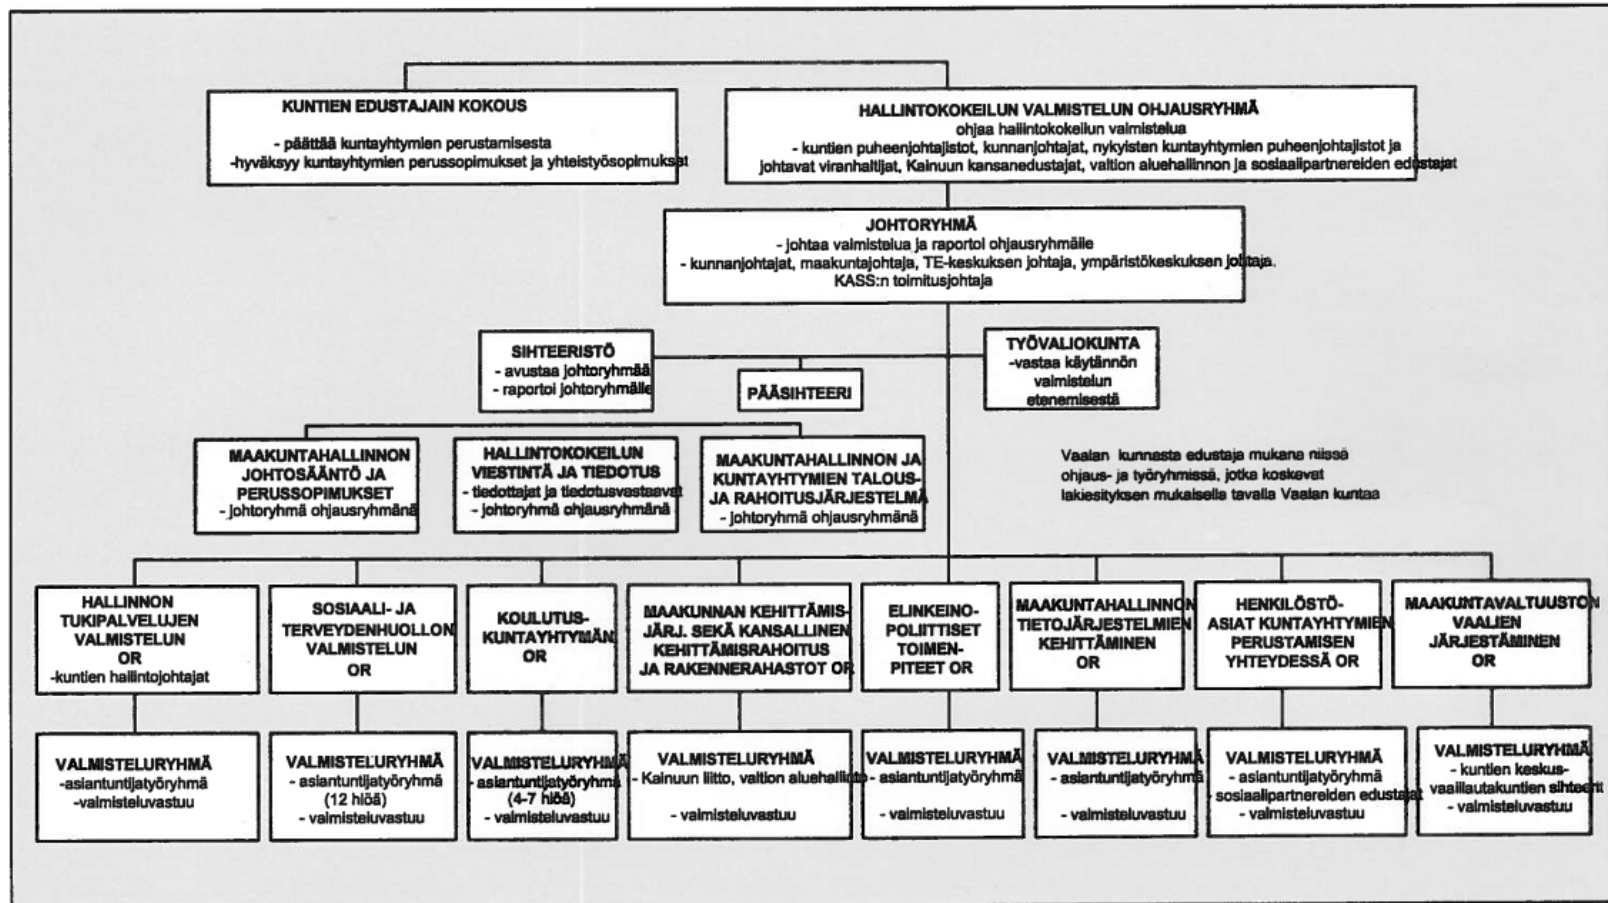 KUNTIEN EDUSTAJAIN KOKOUS
- päättää kuntayhtymien perustamisesta
-hyväksyy kuntayhtymien perussopimukset ja yhteistyösopimukset
HALLINTOKOKEILUN VALMISTELUN OHJAUSRYHMÄ
ohjaa hallintokokeilun valmistelua
- kuntien puheenjohtajistot, kunnanjohtajat, nykyisten kuntayhtymien puheenjohtajistot ja
johtavat viranhaltijat, Kainuun kansanedustajat, valtion aluehallinnon ja sosiaalipartnereiden edustajat
JOHTORYHMÄ
- johtaa valmistelua ja raportoi ohjausryhmälle
- kunnanjohtajat, maakuntajohtaja, TE-keskuksen johtaja, ympäristökeskuksen johtaja.
KASS:n toimitusjohtaja
SIHTEERISTÖ
- avustaa johtoryhmää
- raportoi johtoryhmälle
PÄÄSIHTEERI
TYÖVALIOKUNTA
-vastaa käytännön
valmistelun
etenemisestä
MAAKUNTAHALLINNON
JOHTOSÄÄNTÖ JA
PERUSSOPIMUKSET
- johtoryhmä ohjausryhmänä
HALLINTOKOKEILUN
VIESTINTÄ JA TIEDOTUS
- tiedottajat ja tiedotusvastaavat
- johtoryhmä ohjausryhmänä
MAAKUNTAHALLINNON JA
KUNTAYHTYMIEN TALOUS-
JA RAHOITUSJÄRJESTELMÄ
- johtoryhmä ohjausryhmänä
Vaalan kunnasta edustaja mukana niissä
ohjaus- ja työryhmissä, jotka koskevat
lakiesityksen mukaisella tavalla Vaalan kuntaa
HALLINNON
TUKIPALVELUJEN
VALMISTELUN
OR
-kuntien hallintojohtajat
SOSIAALI- JA
TERVEYDENHUOLLON
VALMISTELUN
OR
KOULUTUS-
KUNTAYHTYMÄN
OR
MAAKUNNAN KEHITTÄMIS-
JÄRJ. SEKÄ KANSALLINEN
KEHITTÄMISRAHOITUS
JA RAKENNERAHASTOT OR
ELINKEINO-
POLIITTISET
TOIMEN-
PITEET OR
MAAKUNTAHALLINNON
TIETOJÄRJESTELMIEN
KEHITTÄMINEN
OR
HENKILÖSTÖ-
ASIAT KUNTAYHTYMIEN
PERUSTAMISEN
YHTEYDESSÄ OR
MAAKUNTAVALTUUSTON
VAALIEN
JÄRJESTÄMINEN
OR
VALMISTELURYHMÄ
-asiantuntijatyöryhmä
-valmisteluvastuu
VALMISTELURYHMÄ
- asiantuntijatyöryhmä
(12 hlöä)
- valmisteluvastuu
VALMISTELURYHMÄ
- asiantuntijatyöryhmä
(4-7 hlöä)
- valmisteluvastuu
VALMISTELURYHMÄ
- Kainuun liitto, valtion aluehallinto
- valmisteluvastuu
VALMISTELURYHMÄ
- asiantuntijatyöryhmä
- valmisteluvastuu
VALMISTELURYHMÄ
- asiantuntijatyöryhmä
- valmisteluvastuu
VALMISTELURYHMÄ
- asiantuntijatyöryhmä
- sosiaalipartnereiden edustajat
- valmisteluvastuu
VALMISTELURYHMÄ
- kuntien keskus-
vaalilautakuntien sihteerit
- valmisteluvastuu